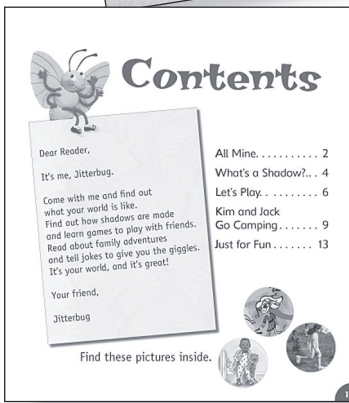 Contents
Dear Reader,
It's me, Jitterbug.
Come with me and find out
what your world is like.
Find out how shadows are made
and learn games to play with friends.
Read about family adventures
and tell jokes to give you the giggles.
It's your world, and it's great!
Your friend,
Jitterbug
All Mine. . . . . . . . . . . 2
What's a Shadow?. . . 4
Let's Play. . . . . . . . . . 6
Kim and Jack
Go Camping. . . . . . . 9
Just for Fun . . . . . . . 13
Find these pictures inside.
1